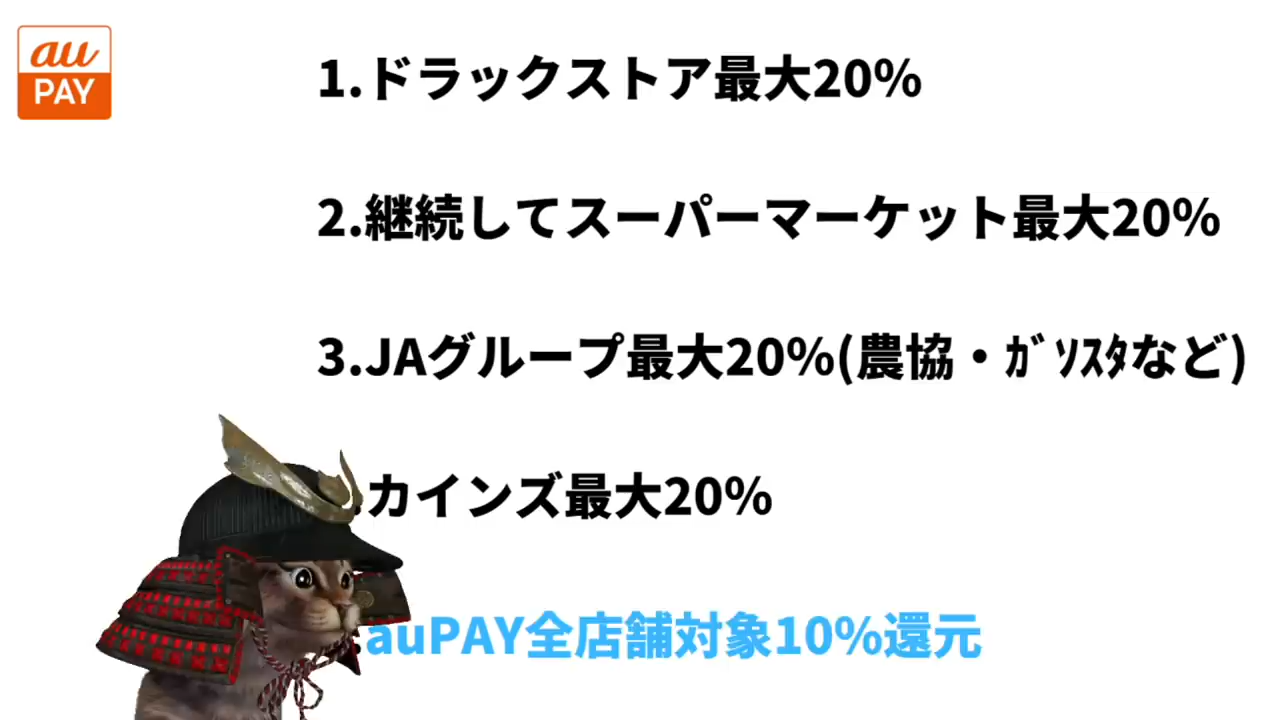 au
PAY
1.ドラックストア最大20%
2.継続してスーパーマーケット最大20%
3.JAグループ最大20%(農協・ｶﾞｿｽﾀなど)
.カインズ最大20%
auPAY全店舗対象10%還元